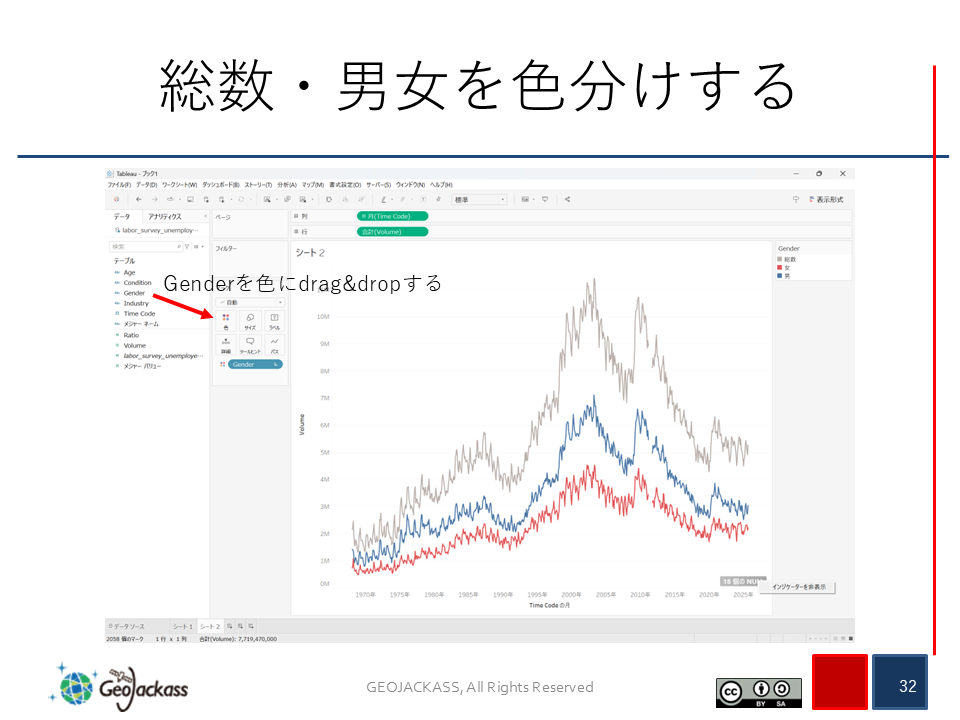 総数・男女を色分けする
Tableau - ブック1
ファイル(F) データ(D) ワークシート(W) ダッシュボード(B) ストーリー(T) 分析(A) マップ(M) 書式設定(O) サーバー(S) ウィンドウ(N) ヘルプ(H)
標準
表示形式
データ アナリティクス
labor_survey_unemploy...
検索
テーブル
Age
Condition
Gender
Industry
Time Code
メジャー ネーム
Ratio
Volume
labor_survey_unemploye...
メジャー バリュー
ページ
フィルター
自動
色 サイズ ラベル
詳細 ツールヒント パス
Gender
列 月(Time Code)
行 合計(Volume)
シート 2
Genderを色にdrag&dropする
Gender
総数
女
男
10M
9M
8M
7M
6M
5M
4M
3M
2M
1M
0M
Volume
1970年 1975年 1980年 1985年 1990年 1995年 2000年 2005年 2010年 2015年 2020年 2025年
Time Code の月
18 個の NU
インジケーターを非表示
データ ソース シート 1 シート 2
2058 個のマーク 1 行 x 1 列 合計(Volume): 7,719,470,000
GEOJACKASS
GEOJACKASS, All Rights Reserved
CC BY SA
32